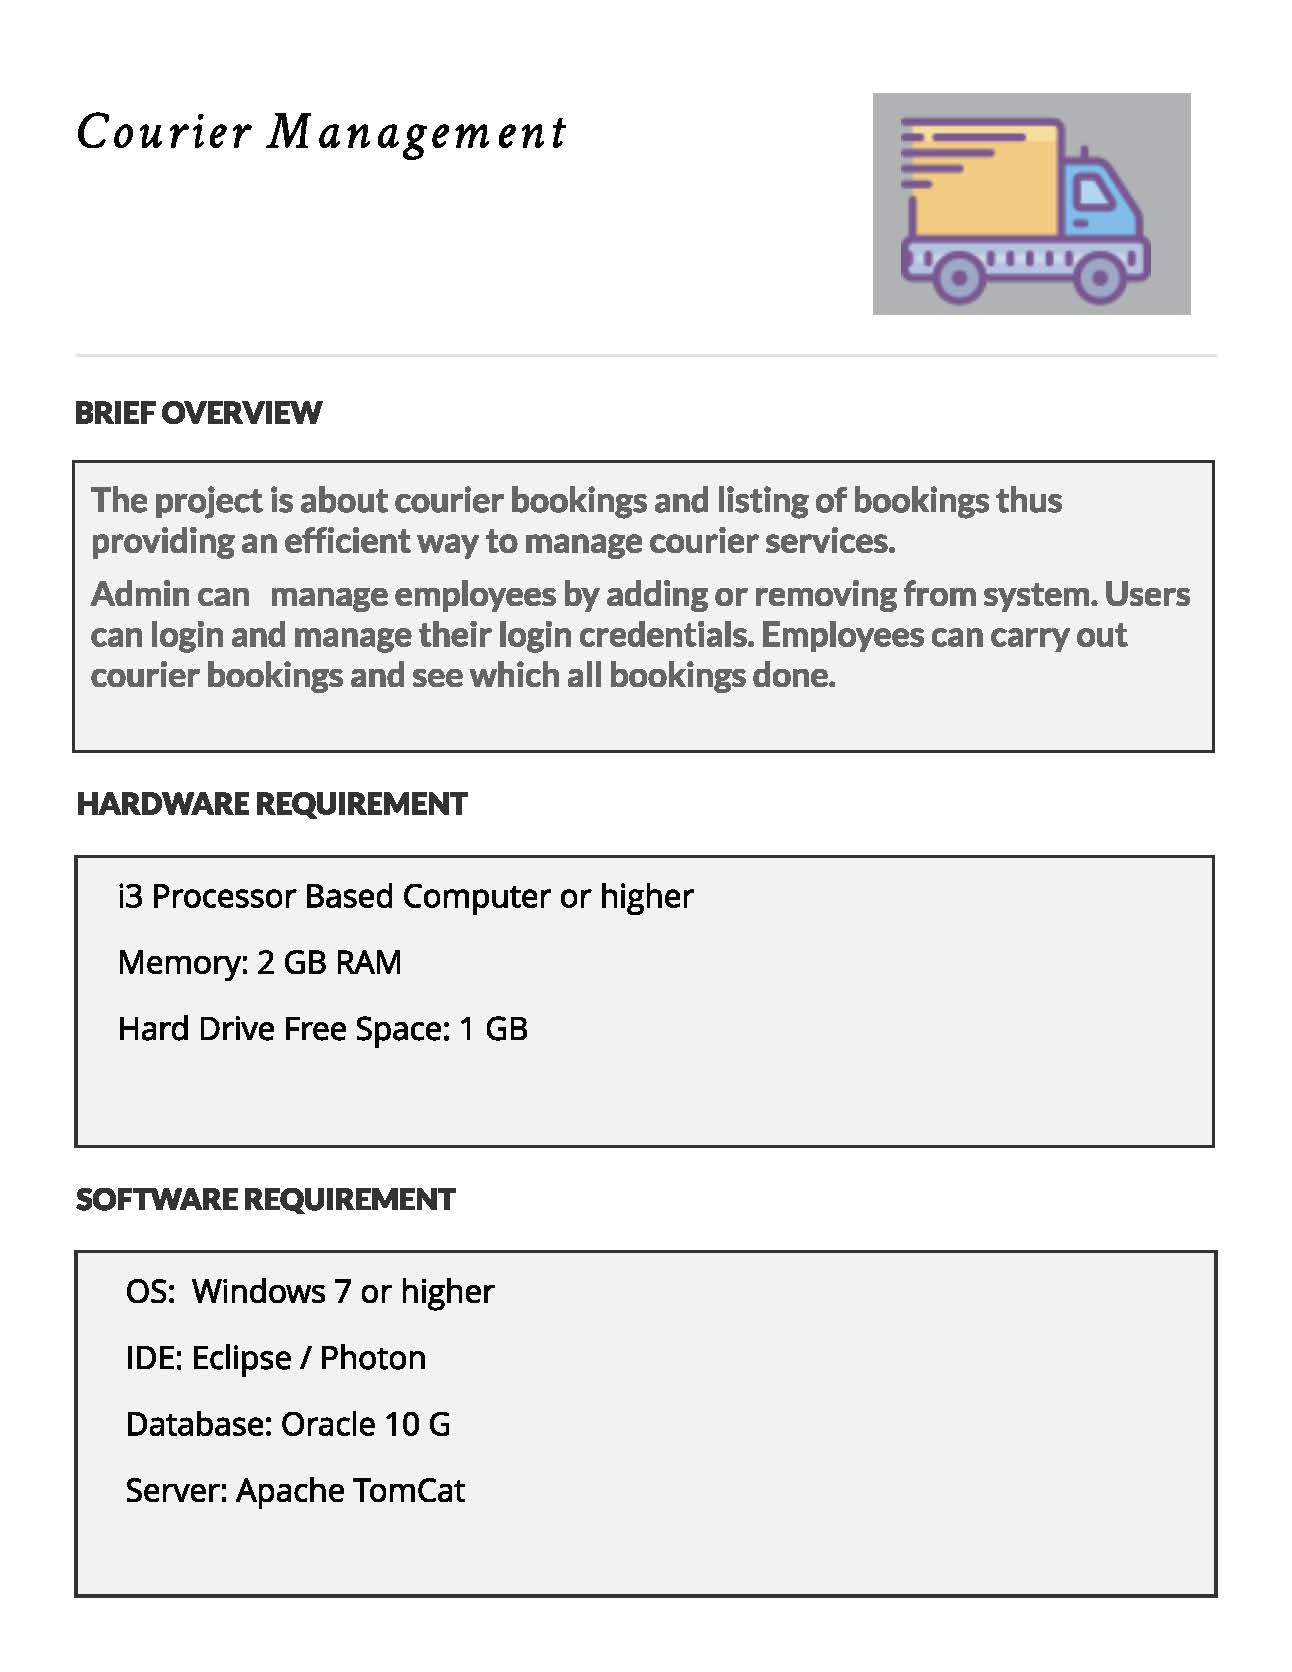 Courier Management
BRIEF OVERVIEW
The project is about courier bookings and listing of bookings thus
providing an efficient way to manage courier services.
Admin can   manage employees by adding or removing from system. Users
can login and manage their login credentials. Employees can carry out
courier bookings and see which all bookings done.
HARDWARE REQUIREMENT
i3 Processor Based Computer or higher
Memory: 2 GB RAM
Hard Drive Free Space: 1 GB
SOFTWARE REQUIREMENT
OS:  Windows 7 or higher
IDE: Eclipse / Photon
Database: Oracle 10 G
Server: Apache TomCat